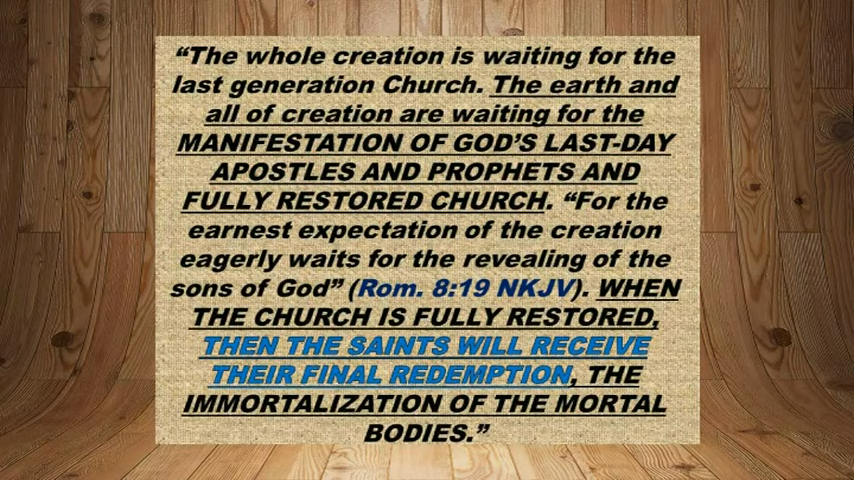 “The whole creation is waiting for the
last generation Church. The earth and
all of creation are waiting for the
MANIFESTATION OF GOD’S LAST-DAY
APOSTLES AND PROPHETS AND
FULLY RESTORED CHURCH. “For the
earnest expectation of the creation
eagerly waits for the revealing of the
sons of God” (Rom. 8:19 NKJV). WHEN
THE CHURCH IS FULLY RESTORED,
THEN THE SAINTS WILL RECEIVE
THEIR FINAL REDEMPTION, THE
IMMORTALIZATION OF THE MORTAL
BODIES.”